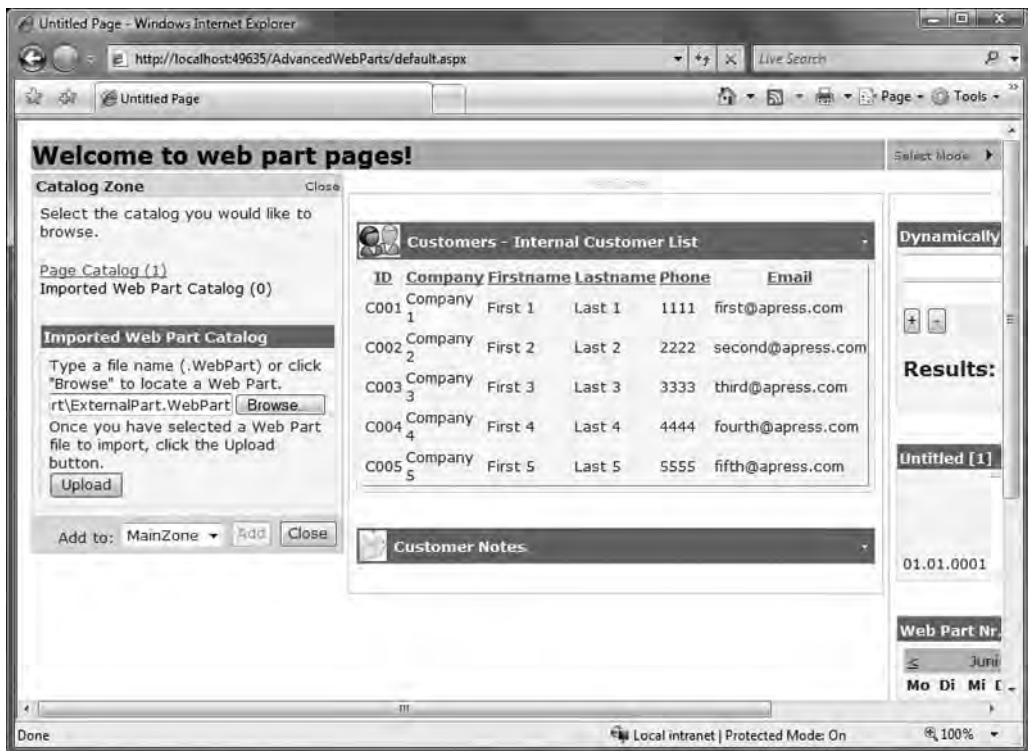 Untitled Page - Windows Internet Explorer
http://localhost:49635/AdvancedWebParts/default.aspx
Live Search
Untitled Page
Page
Tools
Welcome to web part pages!
Select Mode
Catalog Zone
Close
Select the catalog you would like to
browse.
Page Catalog (1)
Imported Web Part Catalog (0)
Imported Web Part Catalog
Type a file name (.WebPart) or click
"Browse" to locate a Web Part.
rt\ExternalPart.WebPart Browse...
Once you have selected a Web Part
file to import, click the Upload
button.
Upload
Add to: MainZone Add Close
Customers - Internal Customer List
ID Company Firstname Lastname Phone Email
C001 Company 1 First 1 Last 1 1111 first@apress.com
C002 Company 2 First 2 Last 2 2222 second@apress.com
C003 Company 3 First 3 Last 3 3333 third@apress.com
C004 Company 4 First 4 Last 4 4444 fourth@apress.com
C005 Company 5 First 5 Last 5 5555 fifth@apress.com
Customer Notes
Dynamically
+ -
Results:
Untitled [1]
01.01.0001
Web Part Nr.
< Juni
Mo Di Mi D
Done
Local intranet | Protected Mode: On
100%